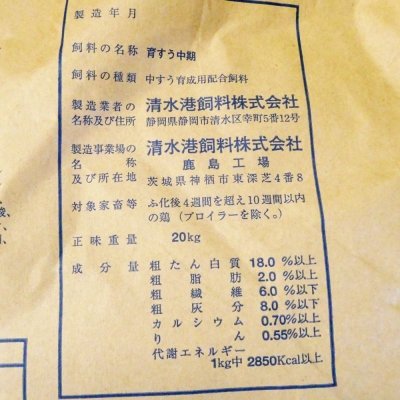 製造年月
飼料の名称 育すう中期
飼料の種類 中すう育成用配合飼料
製造業者の 清水港飼料株式会社
名称及び住所 静岡県静岡市清水区幸町5番12号
製造事業場の 清水港飼料株式会社
名称 鹿島工場
及び所在地 茨城県神栖市東深芝4番8
対象家畜等 ふ化後4週間を超え10週間以内
の鶏(ブロイラーを除く。)
正味重量 20kg
成分量 粗たん白質 18.0 %以上
粗脂肪 2.0 %以上
粗繊維 6.0 %以下
粗灰分 8.0 %以下
カルシウム 0.70%以上
りん 0.55%以上
代謝エネルギー
1kg中 2850Kcal以上